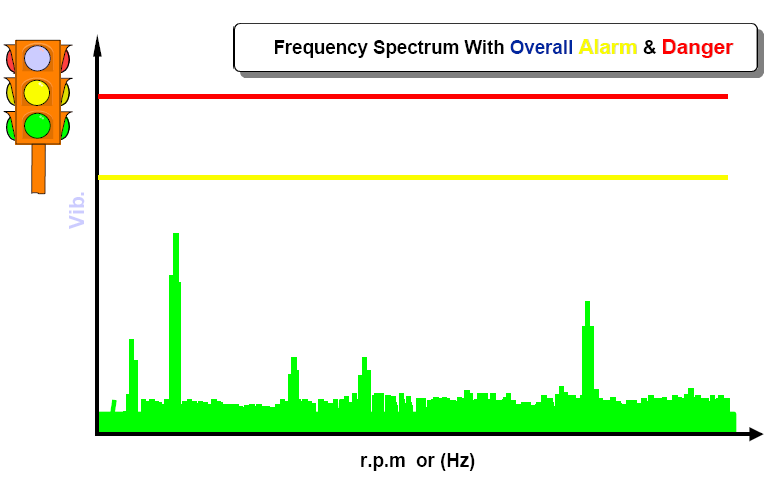 Frequency Spectrum With Overall Alarm & Danger
Vib.
r.p.m or (Hz)